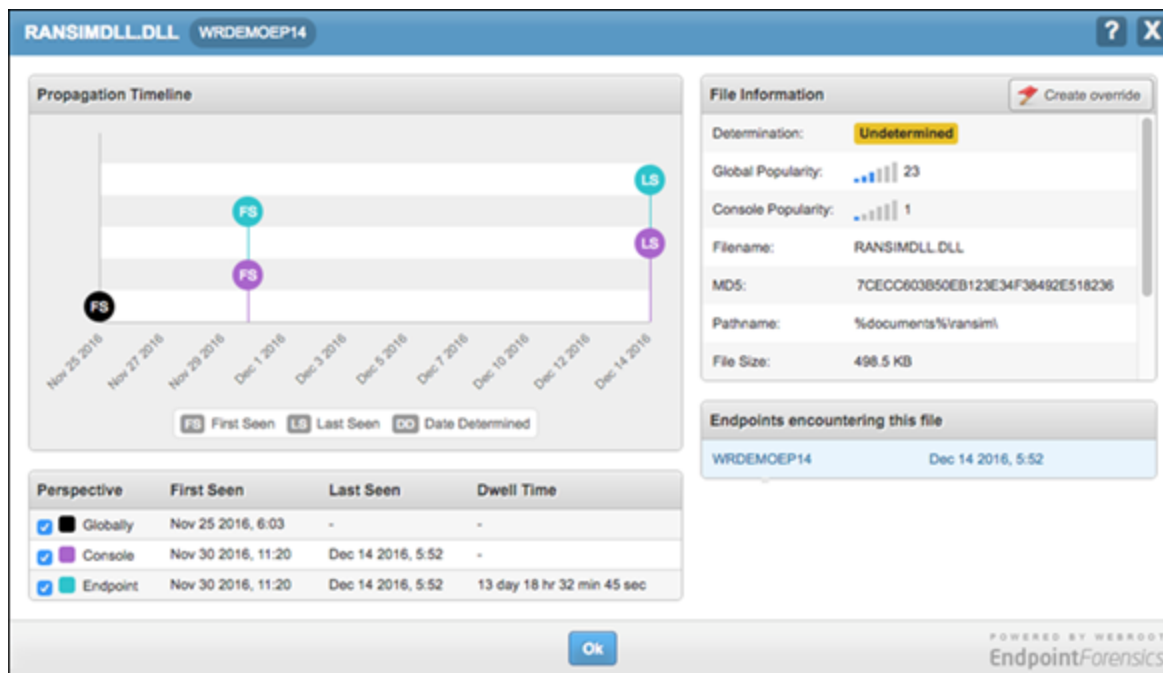 RANSIMDLL.DLL WRDEMOEP14 ? X
Propagation Timeline
LS
FS
LS
FS
FS
Nov 25 2016 Nov 27 2016 Nov 29 2016 Dec 1 2016 Dec 3 2016 Dec 5 2016 Dec 7 2016 Dec 10 2016 Dec 12 2016 Dec 14 2016
FS First Seen LS Last Seen DD Date Determined
Perspective First Seen Last Seen Dwell Time
Globally Nov 25 2016, 6:03 - -
Console Nov 30 2016, 11:20 Dec 14 2016, 5:52 -
Endpoint Nov 30 2016, 11:20 Dec 14 2016, 5:52 13 day 18 hr 32 min 45 sec
File Information Create override
Determination: Undetermined
Global Popularity: 23
Console Popularity: 1
Filename: RANSIMDLL.DLL
MD5: 7CECC603B50EB123E34F38492E518236
Pathname: %documents%\ransim\
File Size: 498.5 KB
Endpoints encountering this file
WRDEMOEP14 Dec 14 2016, 5:52
Ok
POWERED BY WEBROOT
EndpointForensics